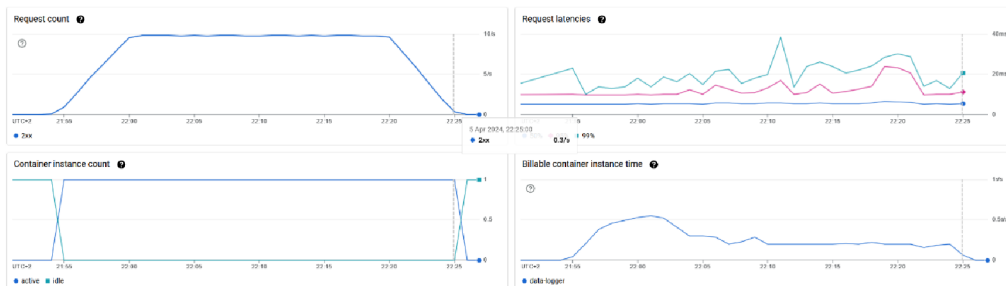 Request count
10/s
5/s
0
UTC+2 21:55 22:00 22:05 22:10 22:15 22:20 22:25
2xx
Request latencies
40ms
20ms
0
UTC+2 21:55 22:00 22:05 22:10 22:15 22:20 22:25
99%
5 Apr 2024, 22:25:00
2xx 0.3/s
Container instance count
1
0.5
0
UTC+2 21:55 22:00 22:05 22:10 22:15 22:20 22:25
active idle
Billable container instance time
1s/s
0.5s/s
0
UTC+2 21:55 22:00 22:05 22:10 22:15 22:20 22:25
data-logger